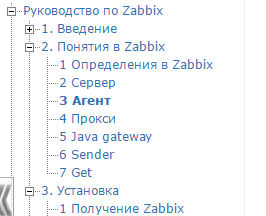 Руководство по Zabbix
1. Введение
2. Понятия в Zabbix
1 Определения в Zabbix
2 Сервер
3 Агент
4 Прокси
5 Java gateway
6 Sender
7 Get
3. Установка
1 Получение Zabbix